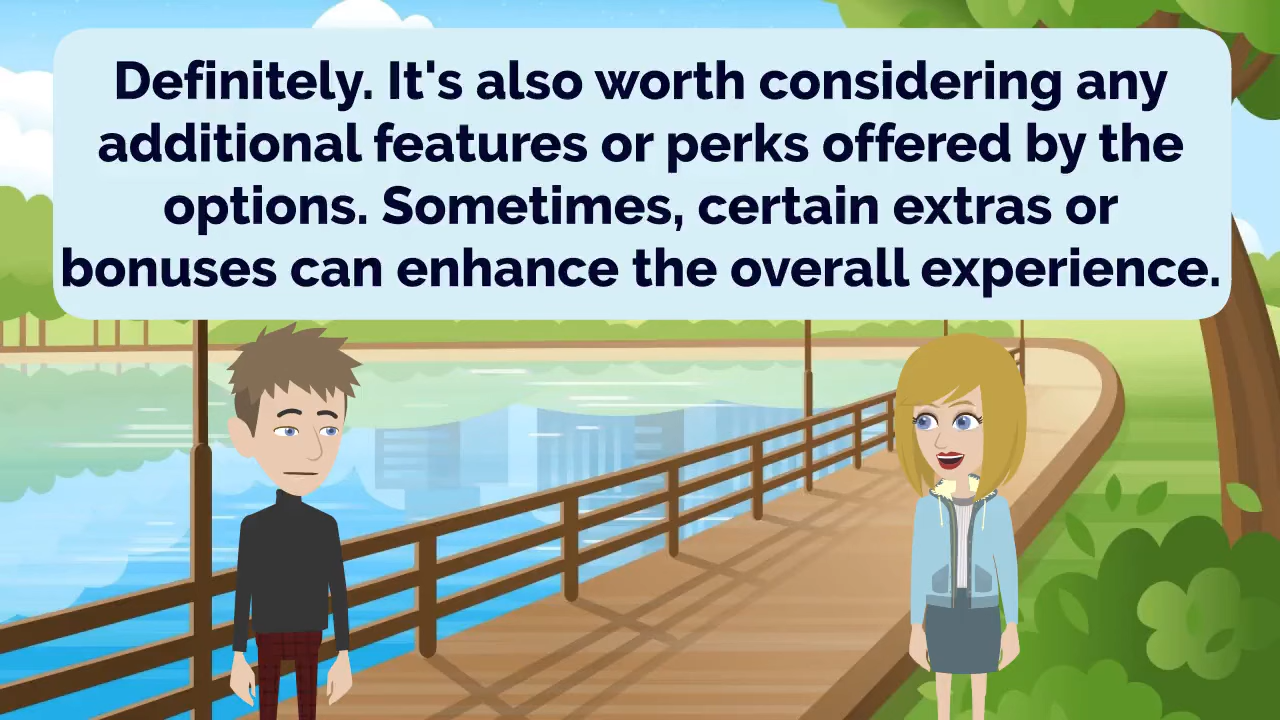 Definitely. It's also worth considering any
additional features or perks offered by the
options. Sometimes, certain extras or
bonuses can enhance the overall experience.